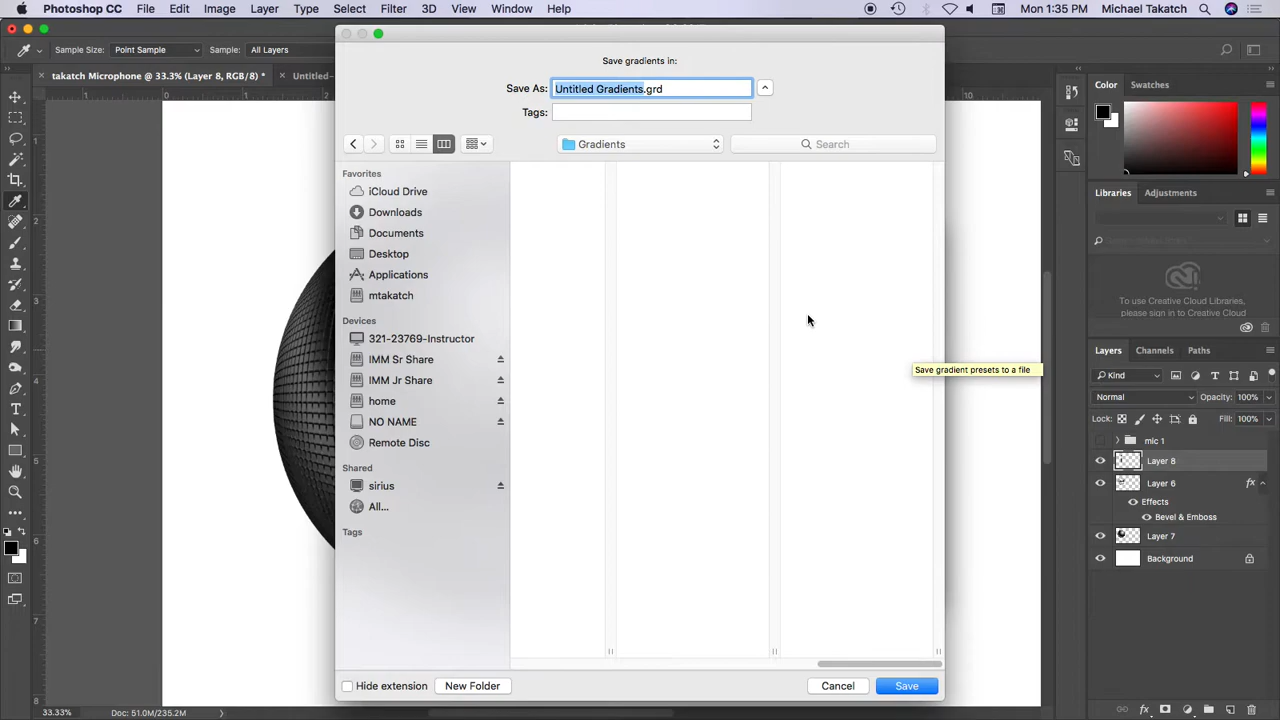 Photoshop CC File Edit Image Layer Type Select Filter 3D View Window Help Mon 1:35 PM Michael Takatch
Save gradients in:
Sample Size: Point Sample Sample: All Layers
takatch Microphone @ 33.3% (Layer 8, RGB/8) * Untitled-
Save As: Untitled Gradients.grd
Tags:
Gradients
Search
Favorites
iCloud Drive
Downloads
Documents
Desktop
Applications
mtakatch
Devices
321-23769-Instructor
IMM Sr Share
IMM Jr Share
home
NO NAME
Remote Disc
Shared
sirius
All...
Tags
Hide extension
New Folder
Cancel
Save
Save gradient presets to a file
Color Swatches
Libraries Adjustments
To use Creative Cloud Libraries,
please sign in to Creative Cloud
Layers Channels Paths
Kind
Normal Opacity: 100%
Lock: Fill: 100%
mic 1
Layer 8
Layer 6 fx
Effects
Bevel & Emboss
Layer 7
Background
33.33% Doc: 51.0M/235.2M